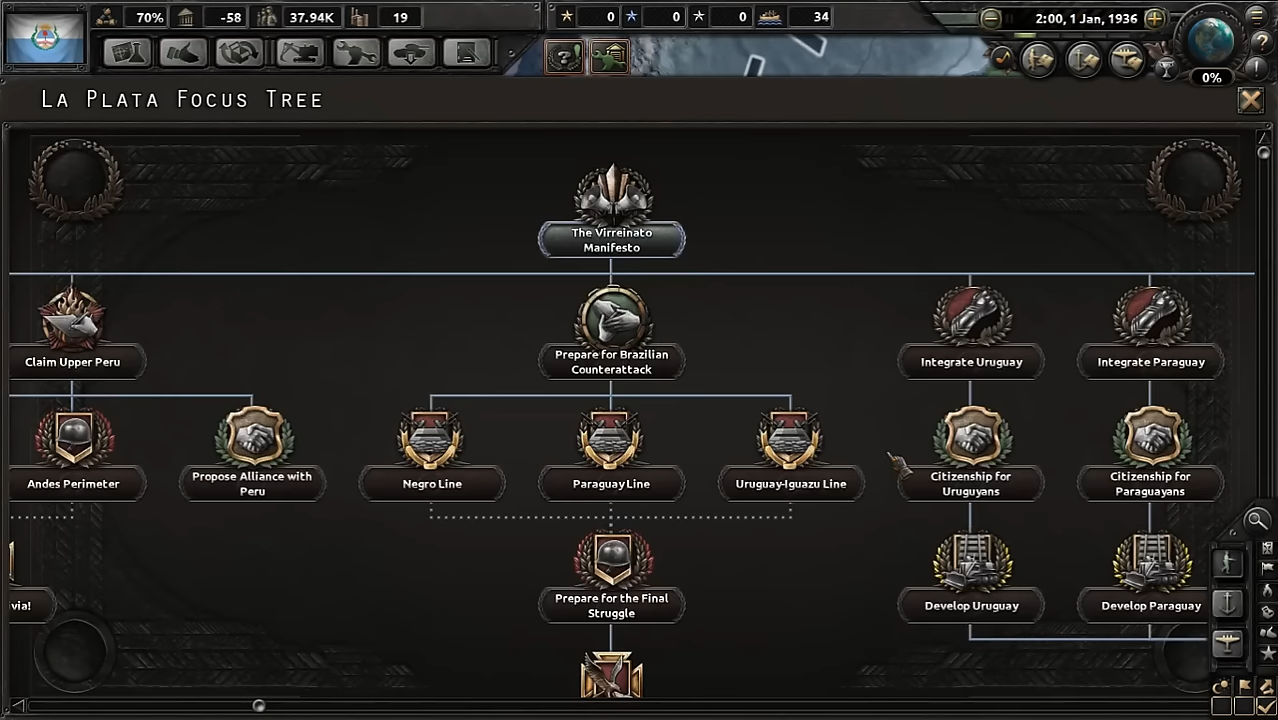 70%
-58
37.94K
19
0
0
0
34
2:00, 1 Jan, 1936
0%
La Plata Focus Tree
The Virreinato
Manifesto
Claim Upper Peru
Prepare for Brazilian
Counterattack
Integrate Uruguay
Integrate Paraguay
Andes Perimeter
Propose Alliance with
Peru
Negro Line
Paraguay Line
Uruguay-Iguazu Line
Citizenship for
Uruguyans
Citizenship for
Paraguayans
via!
Prepare for the Final
Struggle
Develop Uruguay
Develop Paraguay